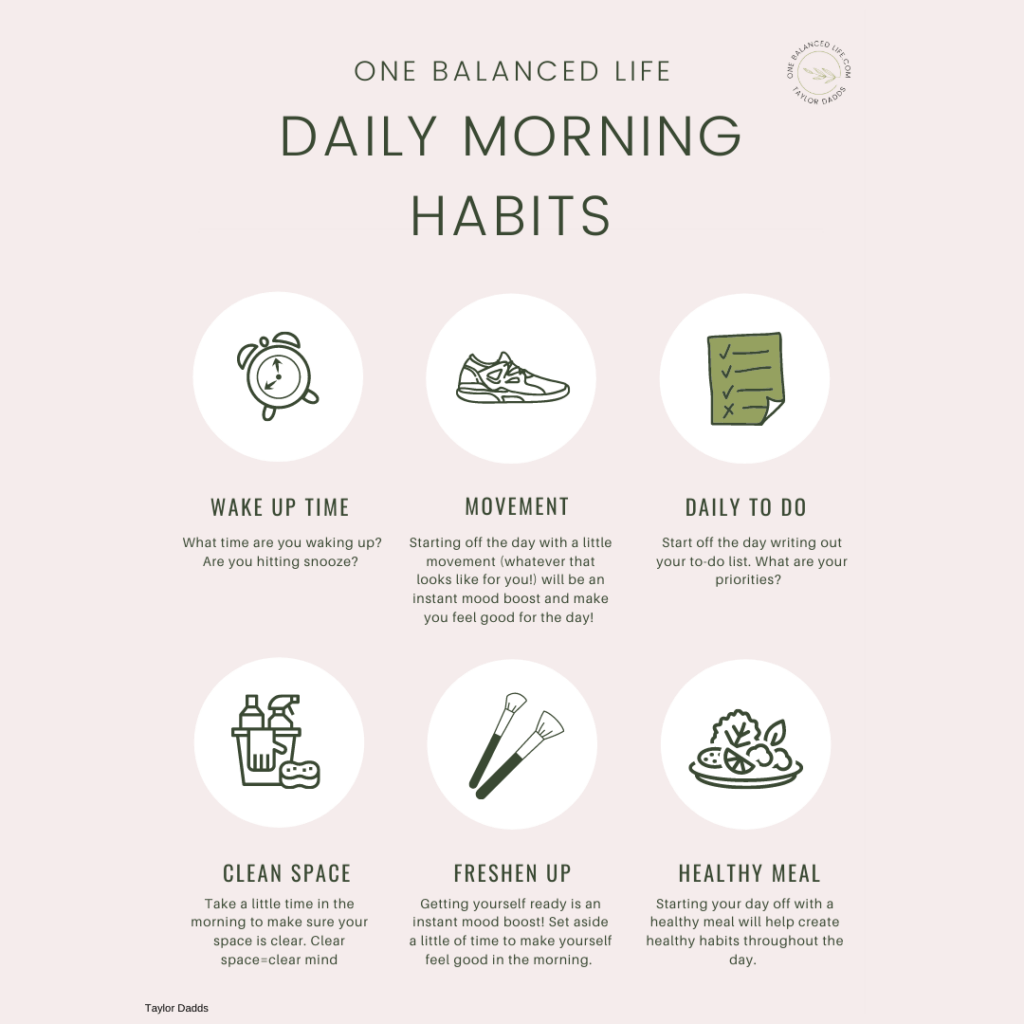 ONE BALANCED LIFE
ONE BALANCED LIFE.COM
TAYLOR DADDS
DAILY MORNING
HABITS
WAKE UP TIME
What time are you waking up?
Are you hitting snooze?
MOVEMENT
Starting off the day with a little
movement (whatever that
looks like for you!) will be an
instant mood boost and make
you feel good for the day!
DAILY TO DO
Start off the day writing out
your to-do list. What are your
priorities?
CLEAN SPACE
Take a little time in the
morning to make sure your
space is clear. Clear
space=clear mind
FRESHEN UP
Getting yourself ready is an
instant mood boost! Set aside
a little of time to make yourself
feel good in the morning.
HEALTHY MEAL
Starting your day off with a
healthy meal will help create
healthy habits throughout the
day.
Taylor Dadds